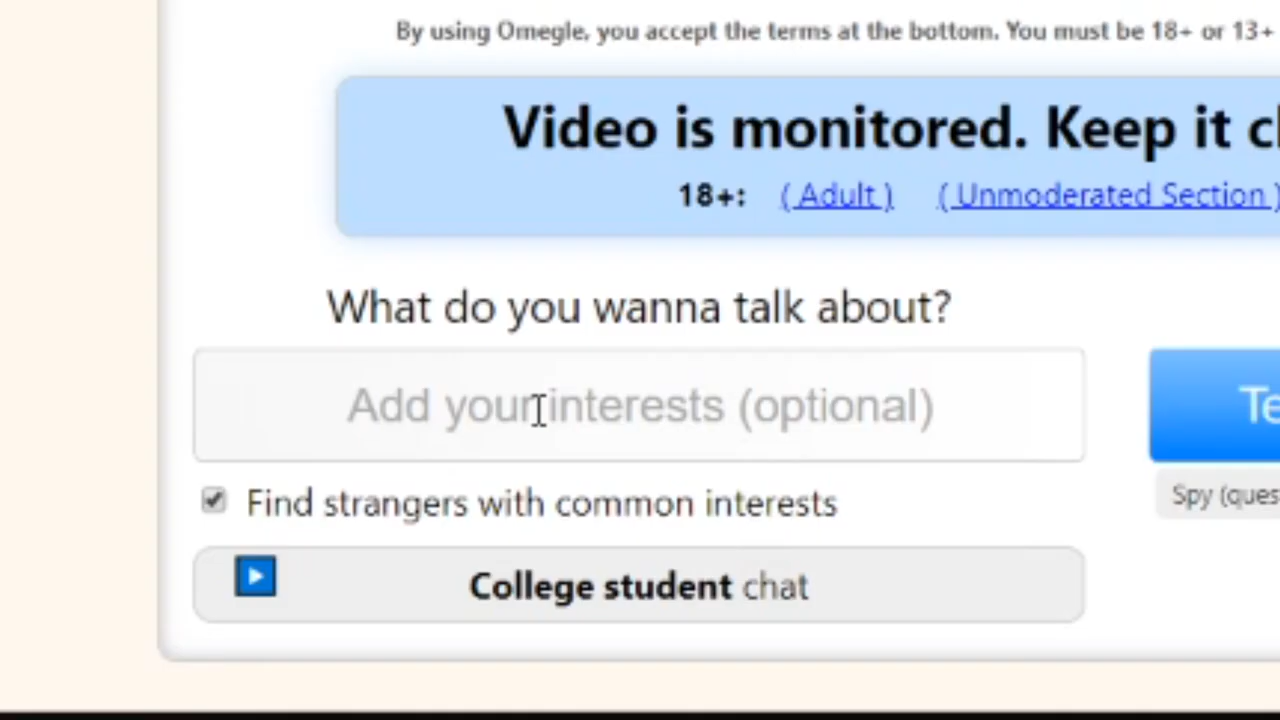 By using Omegle, you accept the terms at the bottom. You must be 18+ or 13+
Video is monitored. Keep it
18+: ( Adult ) ( Unmoderated Section )
What do you wanna talk about?
Add your interests (optional)
Find strangers with common interests
Spy
College student chat